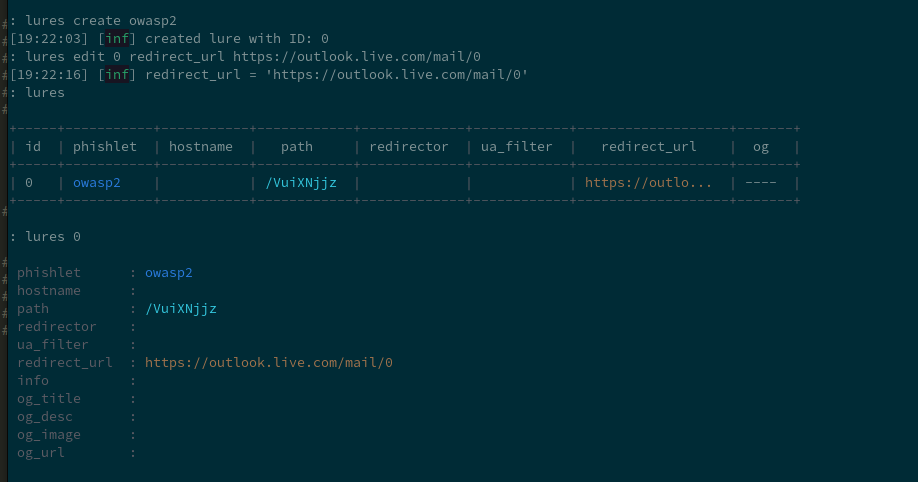 : lures create owasp2
[19:22:03] [inf] created lure with ID: 0
: lures edit 0 redirect_url https://outlook.live.com/mail/0
[19:22:16] [inf] redirect_url = 'https://outlook.live.com/mail/0'
: lures
+-----+-----------+-----------+------------+-------------+------------+-------------------+-------+
| id | phishlet | hostname | path | redirector | ua_filter | redirect_url | og |
+-----+-----------+-----------+------------+-------------+------------+-------------------+-------+
| 0 | owasp2 | | /VuiXNjjz | | | https://outlo... | ---- |
+-----+-----------+-----------+------------+-------------+------------+-------------------+-------+
: lures 0
phishlet : owasp2
hostname :
path : /VuiXNjjz
redirector :
ua_filter :
redirect_url : https://outlook.live.com/mail/0
info :
og_title :
og_desc :
og_image :
og_url :